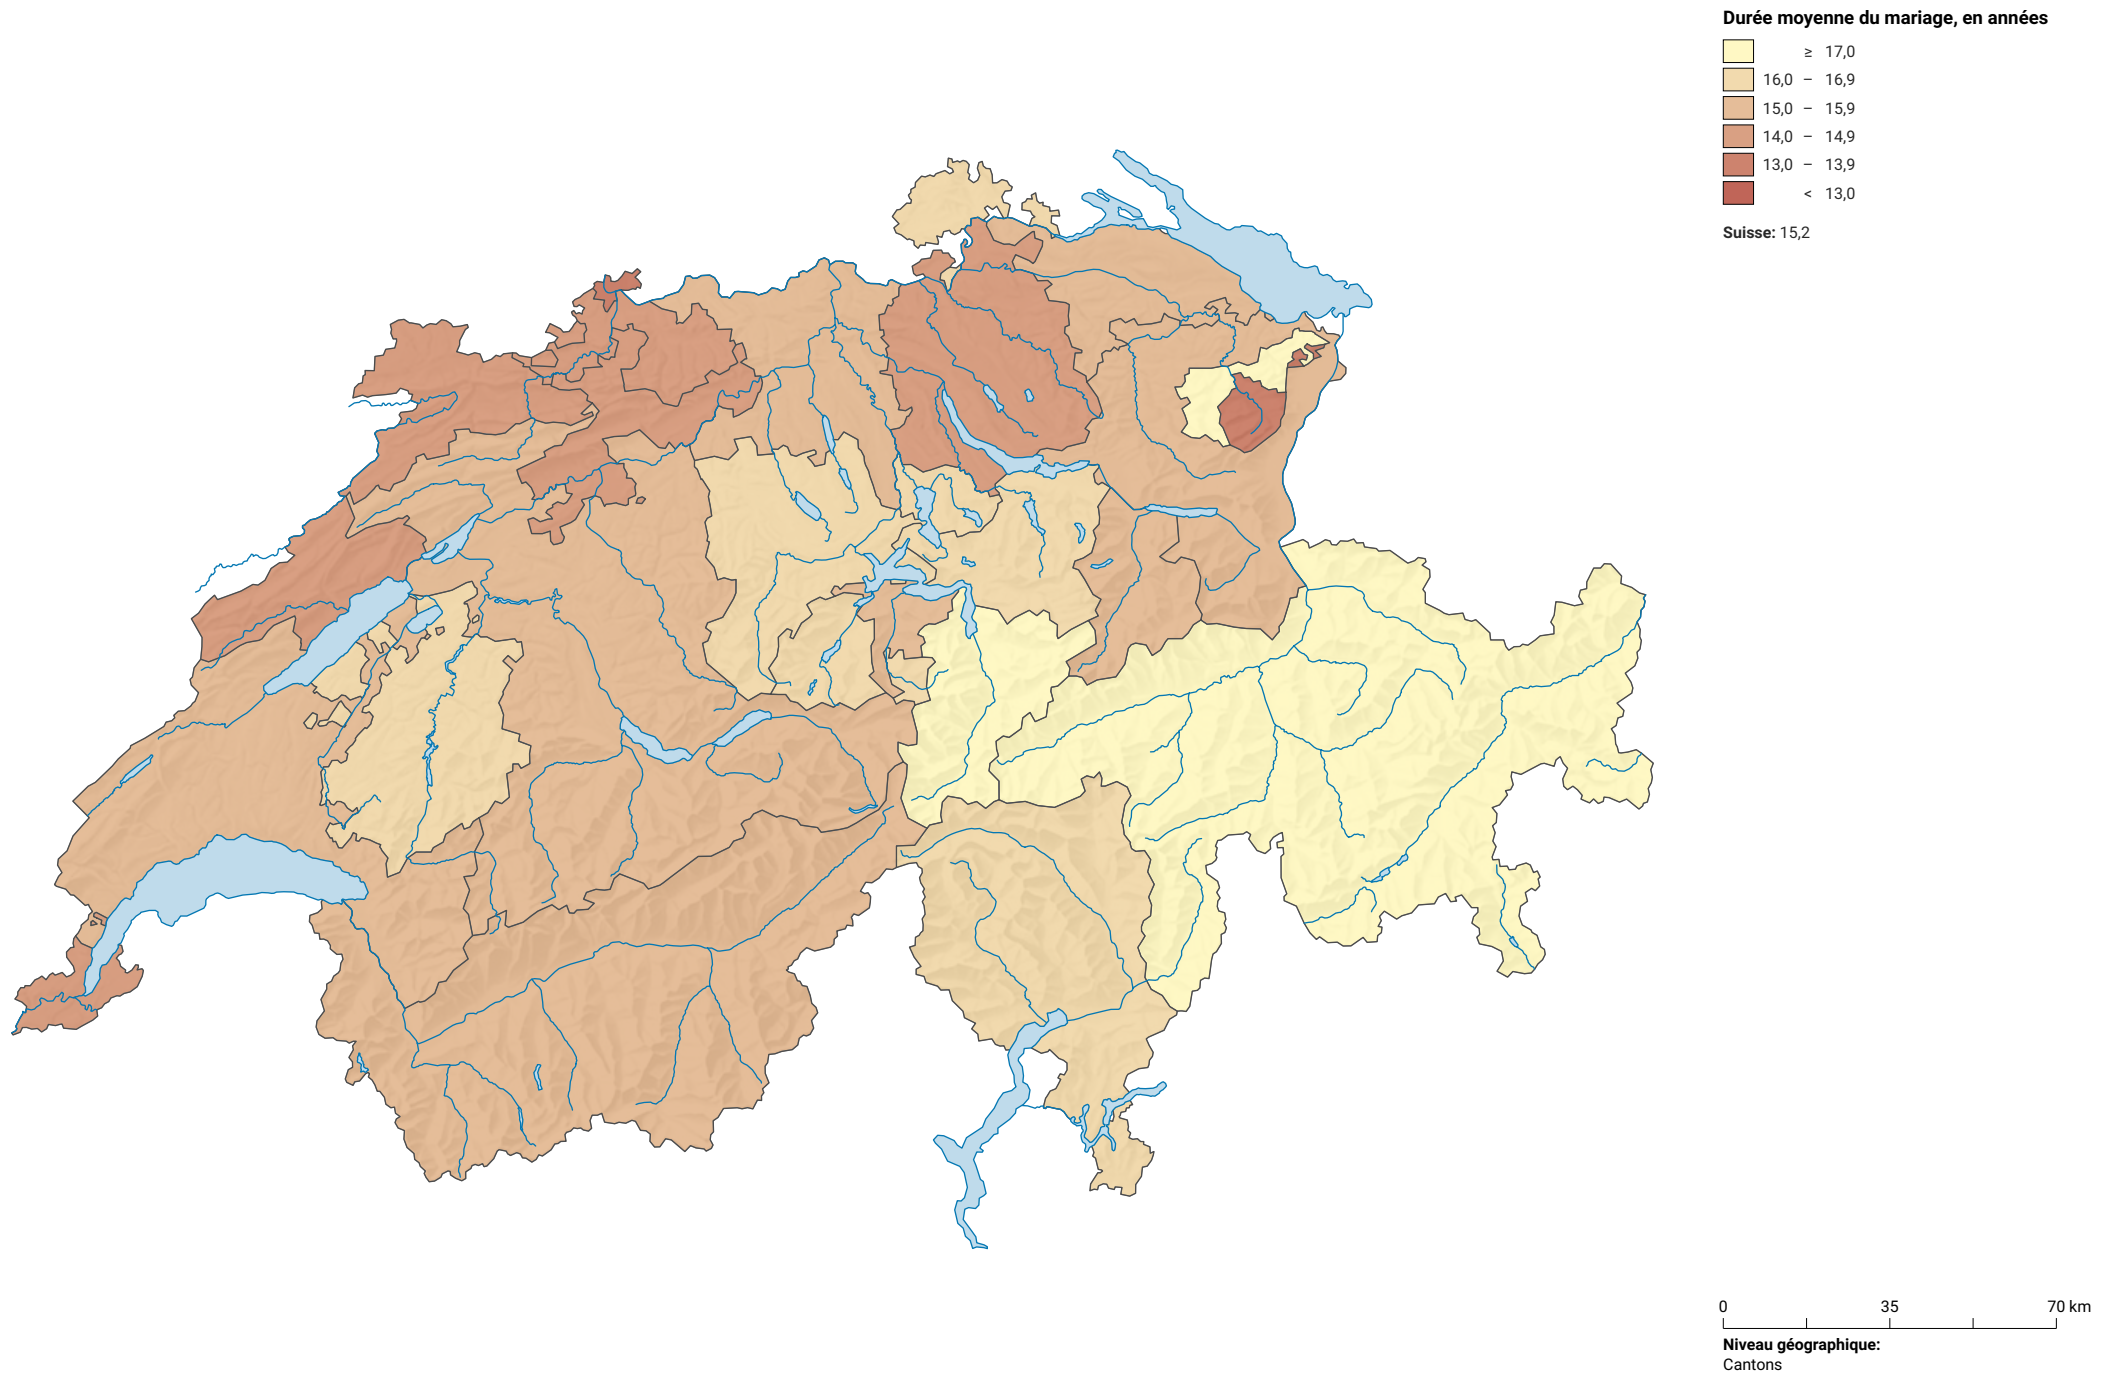 Durée moyenne du mariage, en années
≥ 17,0
16,0 – 16,9
15,0 – 15,9
14,0 – 14,9
13,0 – 13,9
< 13,0
Suisse: 15,2
0 35 70 km
Niveau géographique:
Cantons